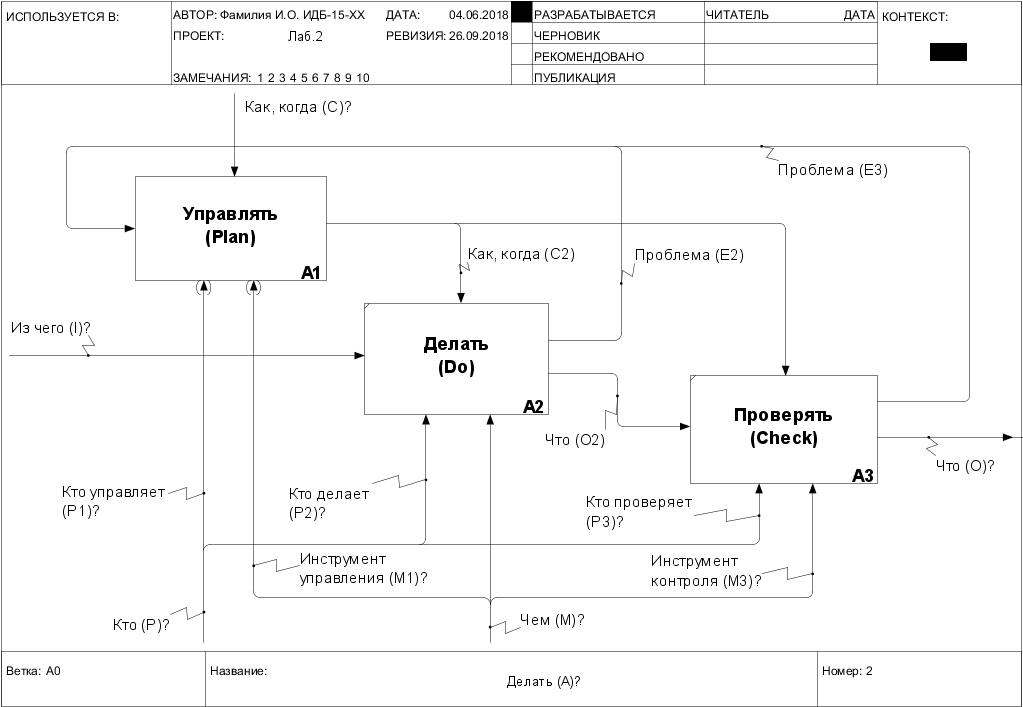 ИСПОЛЬЗУЕТСЯ В:
АВТОР: Фамилия И.О. ИДБ-15-ХХ
ДАТА: 04.06.2018
РАЗРАБАТЫВАЕТСЯ
ЧИТАТЕЛЬ
ДАТА
КОНТЕКСТ:
ПРОЕКТ: Лаб.2
РЕВИЗИЯ: 26.09.2018
ЧЕРНОВИК
РЕКОМЕНДОВАНО
ЗАМЕЧАНИЯ: 1 2 3 4 5 6 7 8 9 10
ПУБЛИКАЦИЯ
Как, когда (C)?
Проблема (E3)
Управлять
(Plan)
A1
Как, когда (C2)
Проблема (E2)
Из чего (I)?
Делать
(Do)
A2
Проверять
(Check)
A3
Что (O2)
Что (O)?
Кто управляет
(P1)?
Кто делает
(P2)?
Кто проверяет
(P3)?
Инструмент
управления (M1)?
Инструмент
контроля (M3)?
Кто (P)?
Чем (M)?
Ветка: A0
Название:
Делать (A)?
Номер: 2